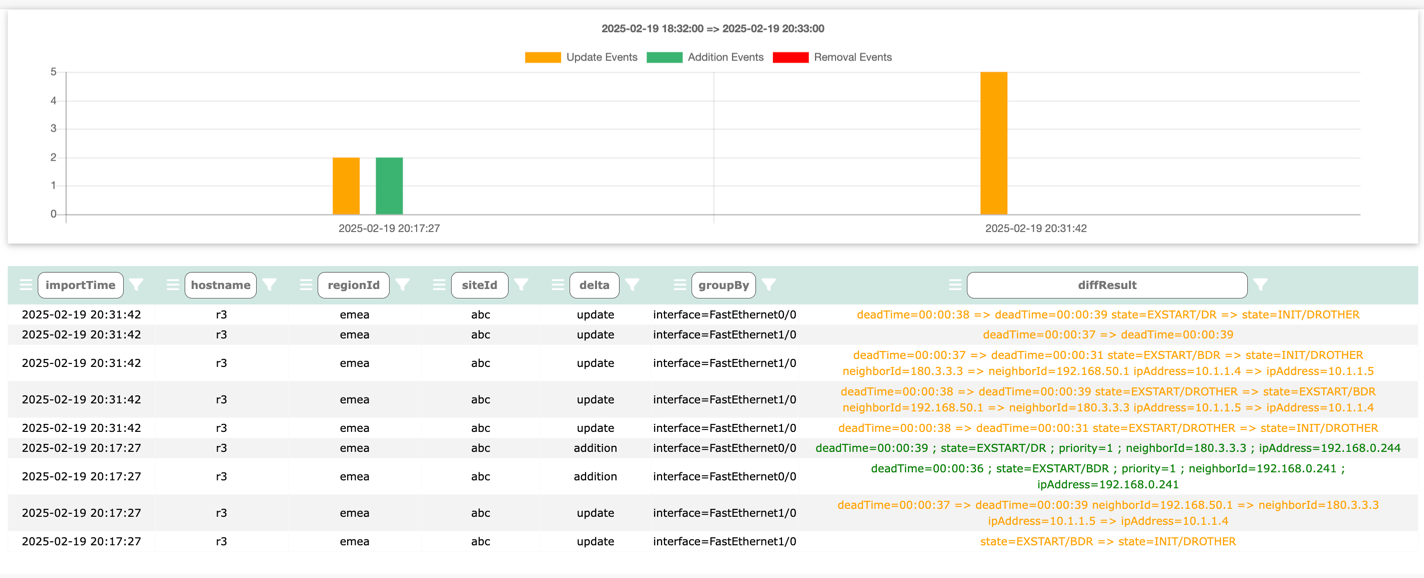 2025-02-19 18:32:00 => 2025-02-19 20:33:00
Update Events Addition Events Removal Events
5
4
3
2
1
0
2025-02-19 20:17:27 2025-02-19 20:31:42
importTime hostname regionId siteId delta groupBy diffResult
2025-02-19 20:31:42 r3 emea abc update interface=FastEthernet0/0 deadTime=00:00:38 => deadTime=00:00:39 state=EXSTART/DR => state=INIT/DROTHER
2025-02-19 20:31:42 r3 emea abc update interface=FastEthernet1/0 deadTime=00:00:37 => deadTime=00:00:39
2025-02-19 20:31:42 r3 emea abc update interface=FastEthernet1/0 deadTime=00:00:37 => deadTime=00:00:31 state=EXSTART/BDR => state=INIT/DROTHER
neighborId=180.3.3.3 => neighborId=192.168.50.1 ipAddress=10.1.1.4 => ipAddress=10.1.1.5
2025-02-19 20:31:42 r3 emea abc update interface=FastEthernet1/0 deadTime=00:00:38 => deadTime=00:00:39 state=EXSTART/DROTHER => state=EXSTART/BDR
neighborId=192.168.50.1 => neighborId=180.3.3.3 ipAddress=10.1.1.5 => ipAddress=10.1.1.4
2025-02-19 20:31:42 r3 emea abc update interface=FastEthernet1/0 deadTime=00:00:38 => deadTime=00:00:31 state=EXSTART/DROTHER => state=INIT/DROTHER
2025-02-19 20:17:27 r3 emea abc addition interface=FastEthernet0/0 deadTime=00:00:39 ; state=EXSTART/DR ; priority=1 ; neighborId=180.3.3.3 ; ipAddress=192.168.0.244
2025-02-19 20:17:27 r3 emea abc addition interface=FastEthernet0/0 deadTime=00:00:36 ; state=EXSTART/BDR ; priority=1 ; neighborId=192.168.0.241 ;
ipAddress=192.168.0.241
2025-02-19 20:17:27 r3 emea abc update interface=FastEthernet1/0 deadTime=00:00:37 => deadTime=00:00:39 neighborId=192.168.50.1 => neighborId=180.3.3.3
ipAddress=10.1.1.5 => ipAddress=10.1.1.4
2025-02-19 20:17:27 r3 emea abc update interface=FastEthernet1/0 state=EXSTART/BDR => state=INIT/DROTHER